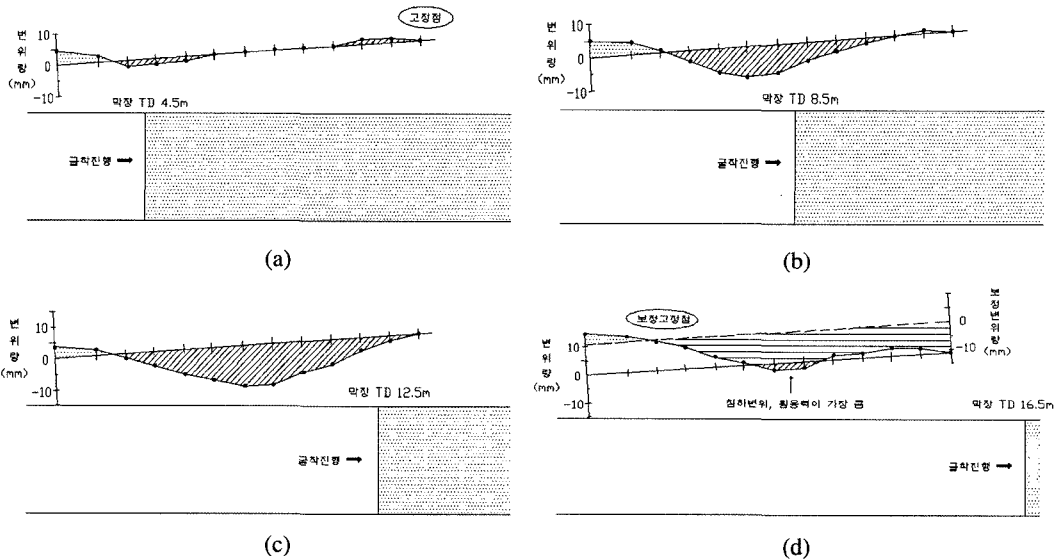 고정점
변
위
량
(mm)
10
0
-10
막장 TD 4.5m
굴착진행
(a)
변
위
량
(mm)
10
0
-10
막장 TD 8.5m
굴착진행
(b)
변
위
량
(mm)
10
0
-10
막장 TD 12.5m
굴착진행
(c)
보정고정점
변
위
량
(mm)
10
0
-10
보
정
변
위
량
(mm)
0
-10
침하변위, 휨응력이 가장 큼
막장 TD 16.5m
굴착진행
(d)